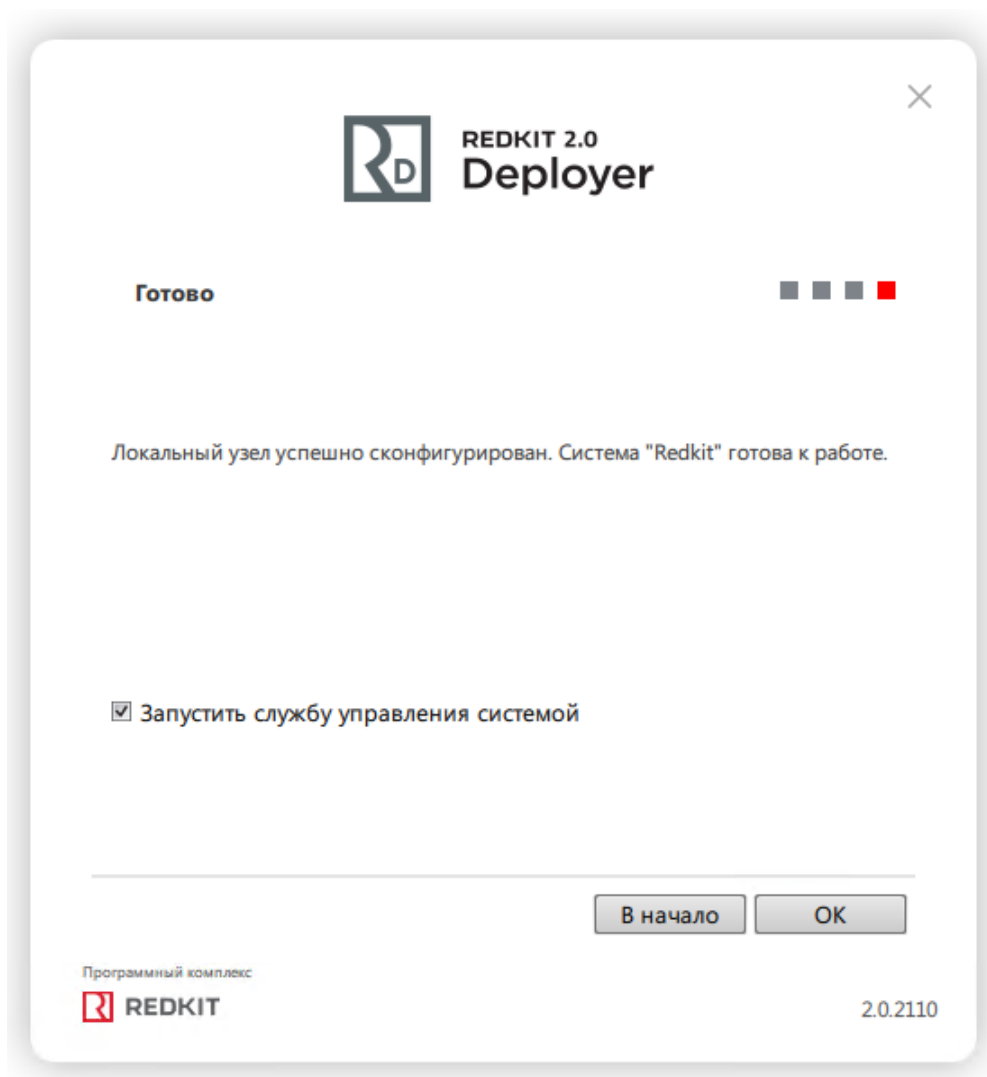 RD
REDKIT 2.0
Deployer
Готово
Локальный узел успешно сконфигурирован. Система "Redkit" готова к работе.
Запустить службу управления системой
В начало
OK
Программный комплекс
REDKIT
2.0.2110